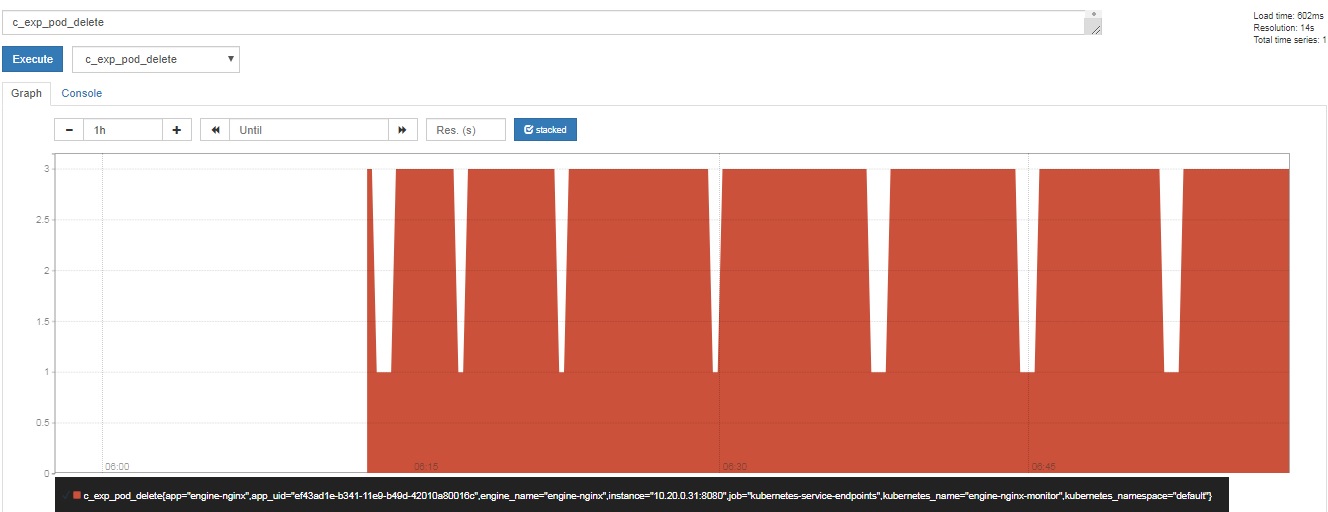 c_exp_pod_delete
Load time: 602ms
Resolution: 14s
Total time series: 1
Execute c_exp_pod_delete
Graph Console
1h Until Res. (s) stacked
3
2.5
2
1.5
1
0.5
0
06:00 06:15 06:30 06:45
c_exp_pod_delete{app="engine-nginx",app_uid="ef43ad1e-b341-11e9-b49d-42010a80016c",engine_name="engine-nginx",instance="10.20.0.31:8080",job="kubernetes-service-endpoints",kubernetes_name="engine-nginx-monitor",kubernetes_namespace="default"}